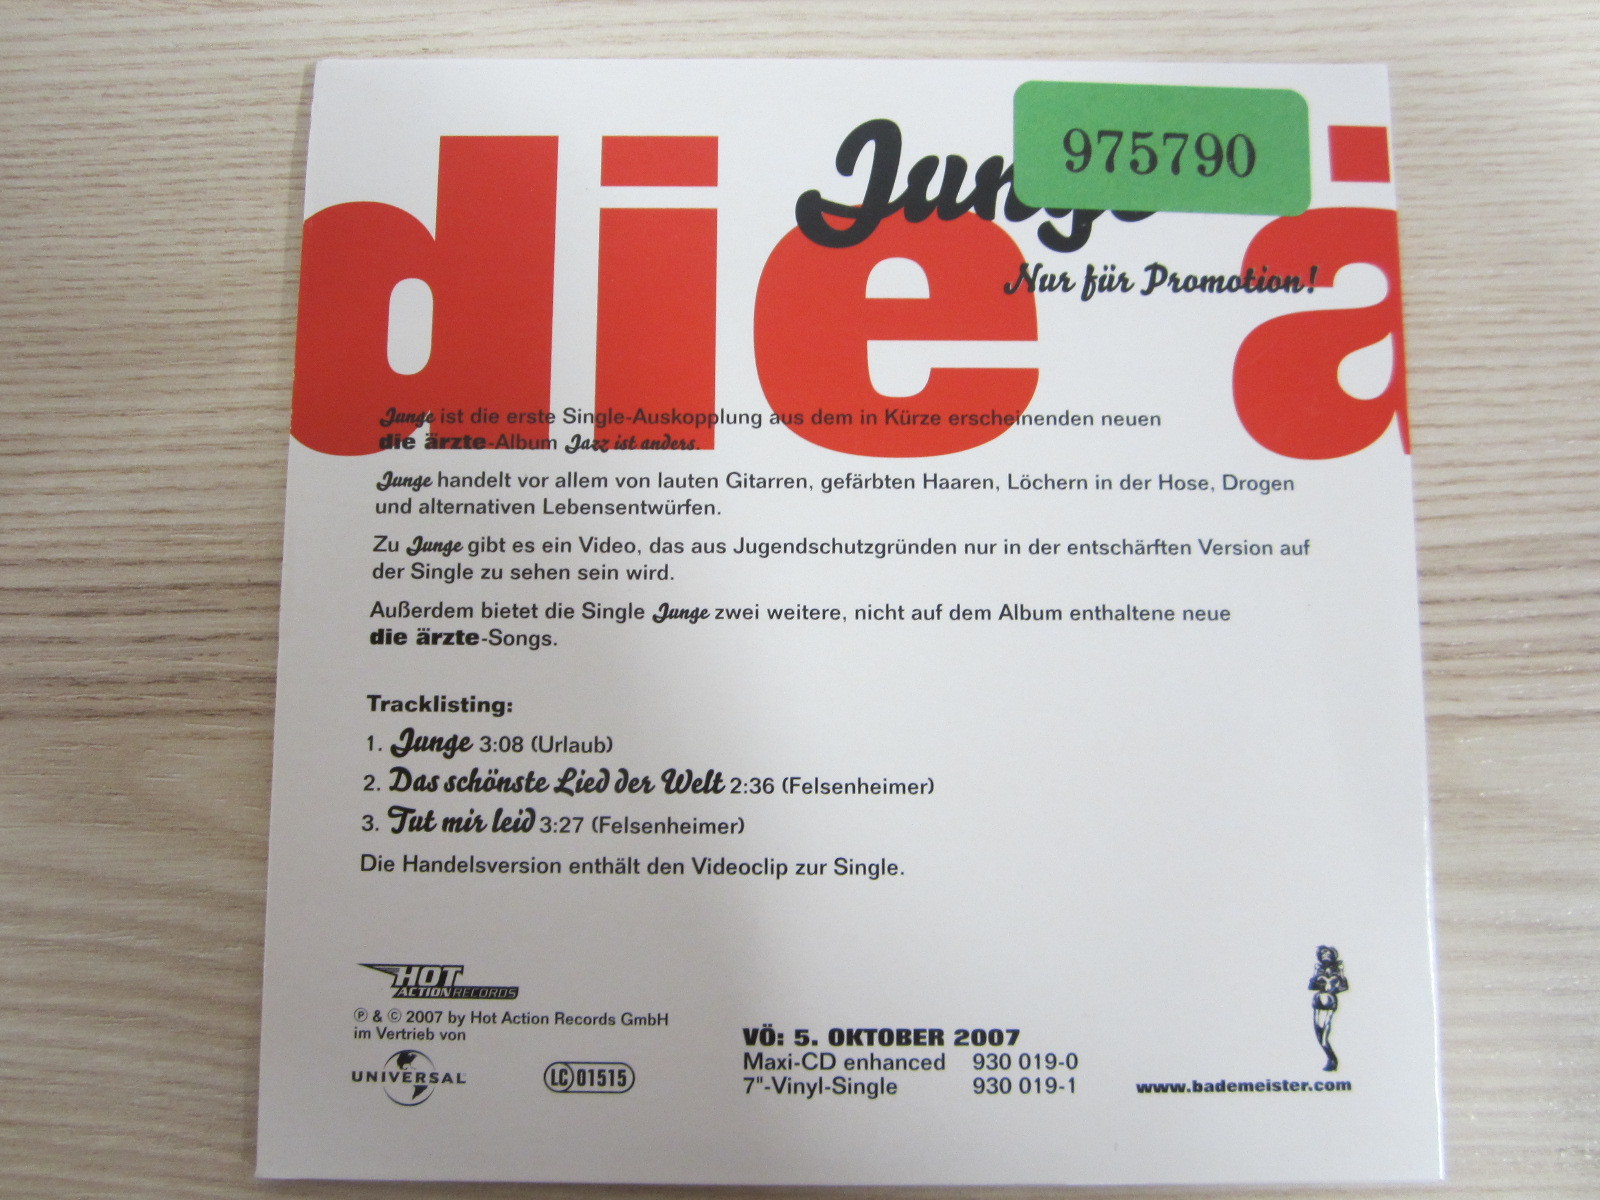 die ä
Junge
975790
Nur für Promotion!
Junge ist die erste Single-Auskopplung aus dem in Kürze erscheinenden neuen
die ärzte-Album Jazz ist anders.
Junge handelt vor allem von lauten Gitarren, gefärbten Haaren, Löchern in der Hose, Drogen
und alternativen Lebensentwürfen.
Zu Junge gibt es ein Video, das aus Jugendschutzgründen nur in der entschärften Version auf
der Single zu sehen sein wird.
Außerdem bietet die Single Junge zwei weitere, nicht auf dem Album enthaltene neue
die ärzte-Songs.
Tracklisting:
1. Junge 3:08 (Urlaub)
2. Das schönste Lied der Welt 2:36 (Felsenheimer)
3. Tut mir leid 3:27 (Felsenheimer)
Die Handelsversion enthält den Videoclip zur Single.
HOT
ACTION RECORDS
℗ & © 2007 by Hot Action Records GmbH
im Vertrieb von
UNIVERSAL
LC 01515
VÖ: 5. OKTOBER 2007
Maxi-CD enhanced 930 019-0
7"-Vinyl-Single 930 019-1
www.bademeister.com